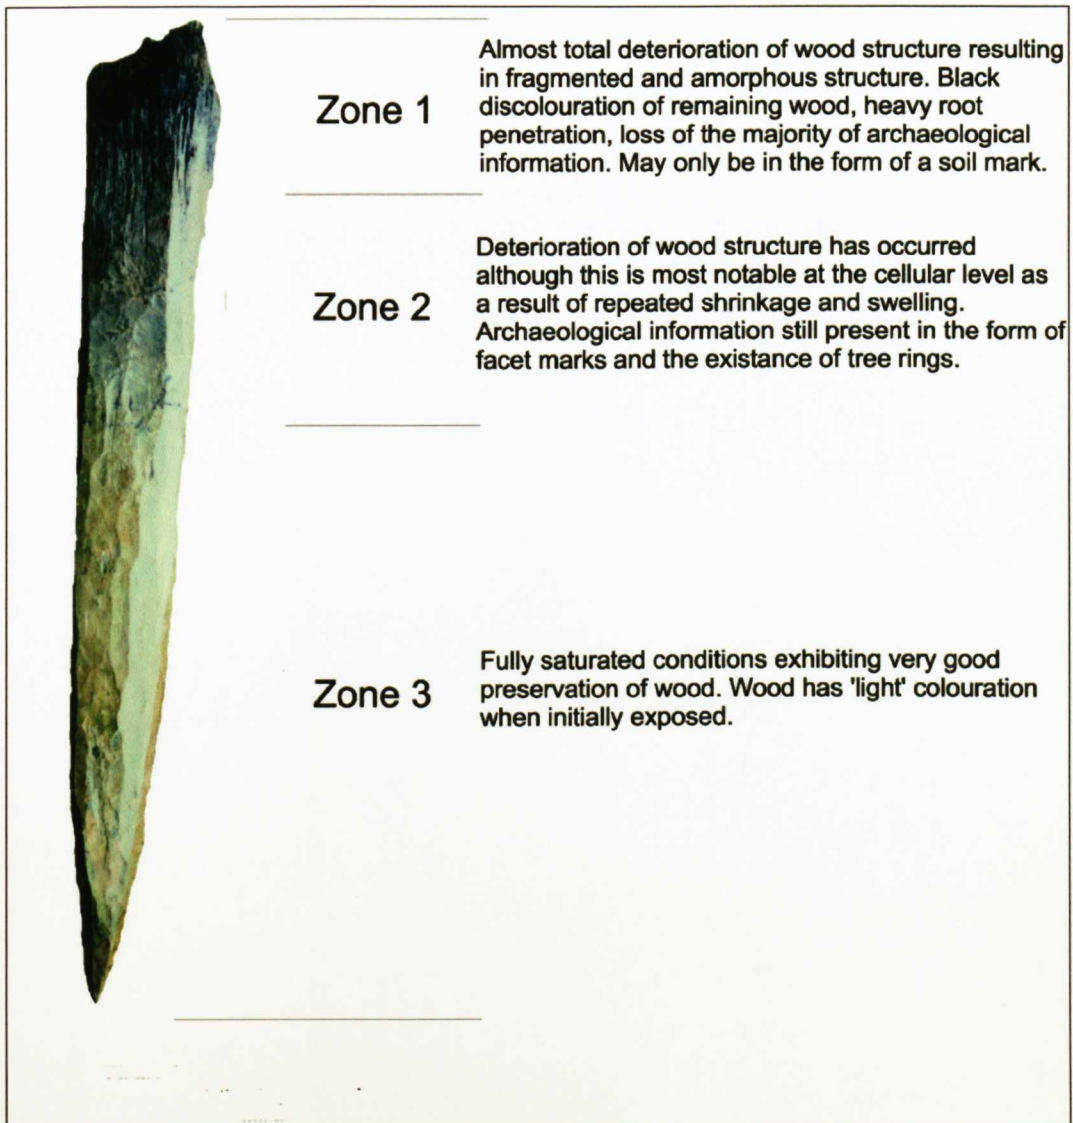 Almost total deterioration of wood structure resulting
in fragmented and amorphous structure. Black
Zone 1
discolouration of remaining wood, heavy root
penetration, loss of the majority of archaeological
information. May only be in the form of a soil mark.
Deterioration of wood structure has occurred
although this is most notable at the cellular level as
Zone 2
a result of repeated shrinkage and swelling.
Archaeological information still present in the form of
facet marks and the existance of tree rings.
Fully saturated conditions exhibiting very good
Zone 3
preservation of wood. Wood has 'light' colouration
when initially exposed.